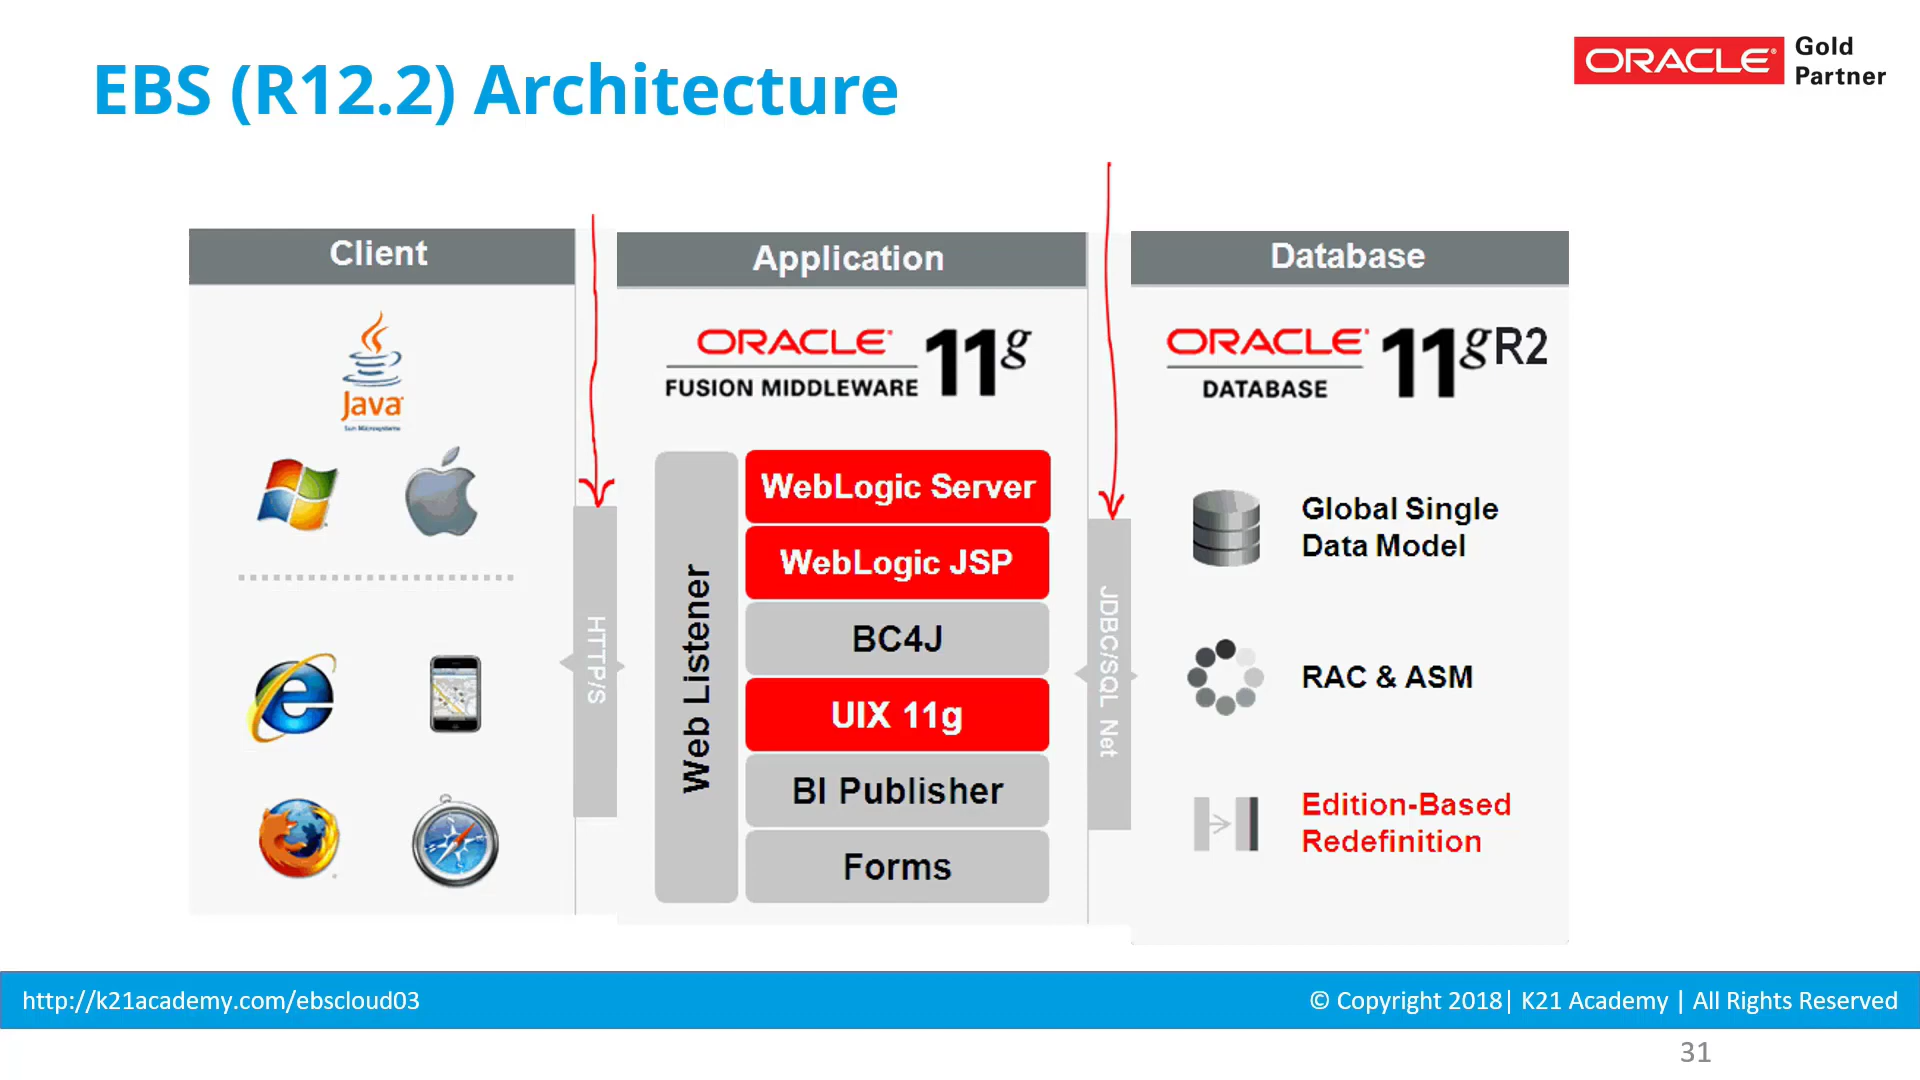 EBS (R12.2) Architecture
ORACLE
Gold
Partner
Client
Java
Sun Microsystems
HTTP/S
Application
ORACLE
FUSION MIDDLEWARE
11g
Web Listener
WebLogic Server
WebLogic JSP
BC4J
UIX 11g
BI Publisher
Forms
JDBC/SQL Net
Database
ORACLE
DATABASE
11gR2
Global Single
Data Model
RAC & ASM
Edition-Based
Redefinition
http://k21academy.com/ebscloud03
© Copyright 2018| K21 Academy | All Rights Reserved
31